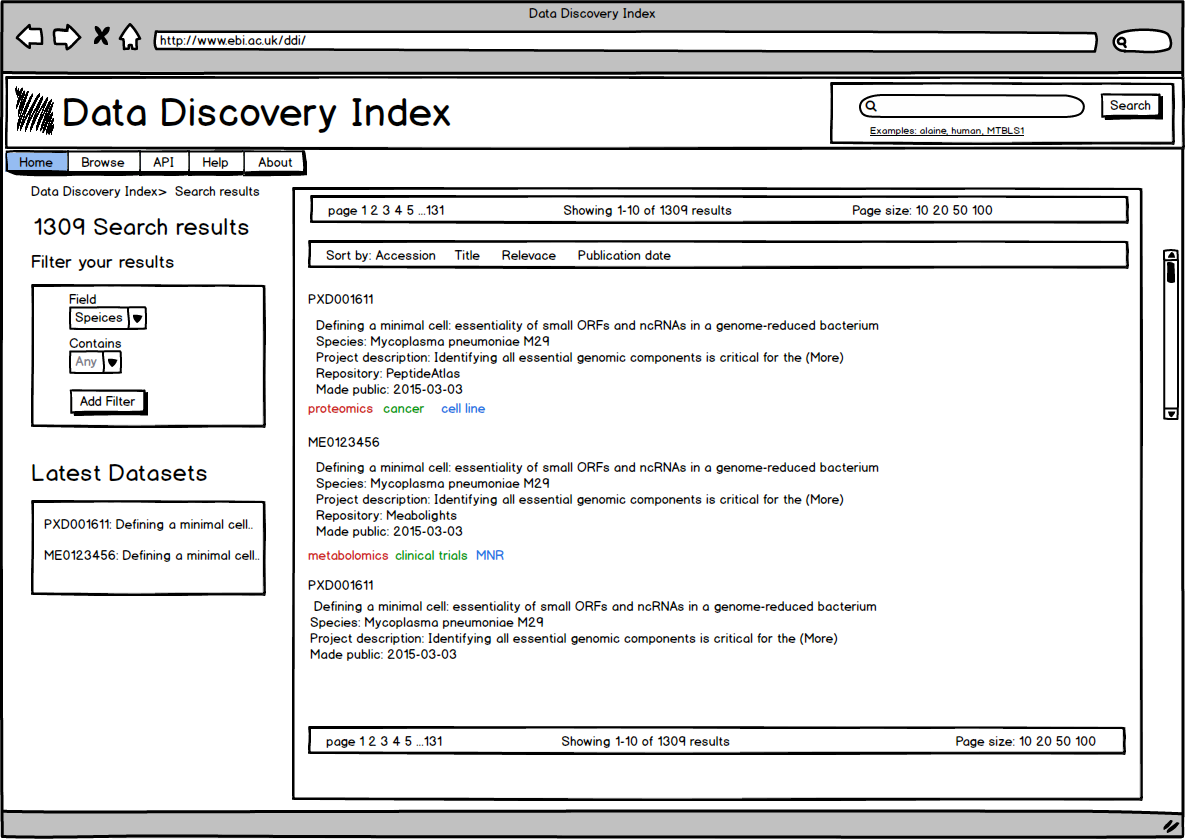 Data Discovery Index
http://www.ebi.ac.uk/ddi/
Data Discovery Index
Search
Examples: alaine, human, MTBLS1
Home Browse API Help About
Data Discovery Index> Search results
1309 Search results
Filter your results
Field
Speices
Contains
Any
Add Filter
Latest Datasets
PXD001611: Defining a minimal cell..
ME0123456: Defining a minimal cell..
page 1 2 3 4 5 ...131 Showing 1-10 of 1309 results Page size: 10 20 50 100
Sort by: Accession Title Relevace Publication date
PXD001611
Defining a minimal cell: essentiality of small ORFs and ncRNAs in a genome-reduced bacterium
Species: Mycoplasma pneumoniae M29
Project description: Identifying all essential genomic components is critical for the (More)
Repository: PeptideAtlas
Made public: 2015-03-03
proteomics cancer cell line
ME0123456
Defining a minimal cell: essentiality of small ORFs and ncRNAs in a genome-reduced bacterium
Species: Mycoplasma pneumoniae M29
Project description: Identifying all essential genomic components is critical for the (More)
Repository: Meabolights
Made public: 2015-03-03
metabolomics clinical trials MNR
PXD001611
Defining a minimal cell: essentiality of small ORFs and ncRNAs in a genome-reduced bacterium
Species: Mycoplasma pneumoniae M29
Project description: Identifying all essential genomic components is critical for the (More)
Made public: 2015-03-03
page 1 2 3 4 5 ...131 Showing 1-10 of 1309 results Page size: 10 20 50 100